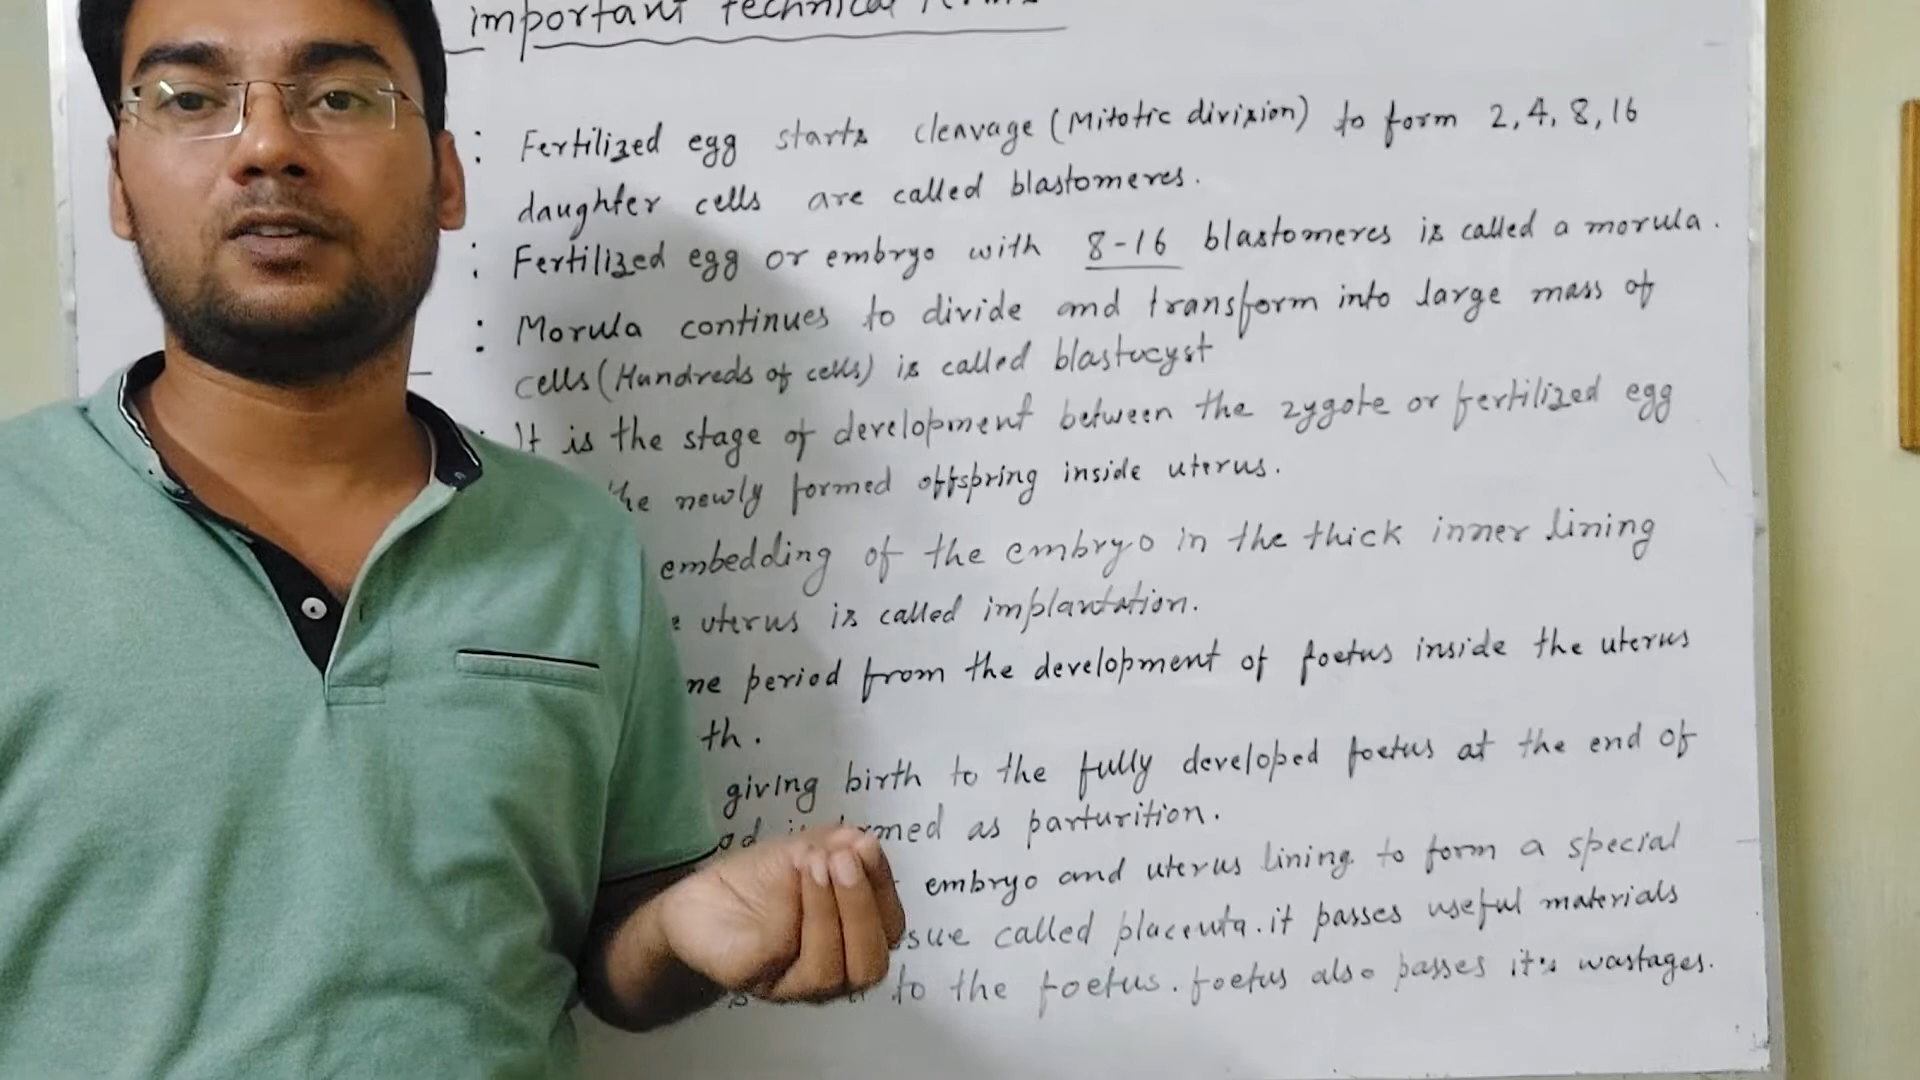 important technical
: Fertilized egg starts cleavage (Mitotic division) to form 2, 4, 8, 16
daughter cells are called blastomeres.
: Fertilized egg or embryo with 8-16 blastomeres is called a morula.
: Morula continues to divide and transform into large mass of
cells (Hundreds of cells) is called blastocyst
: It is the stage of development between the zygote or fertilized egg
the newly formed offspring inside uterus.
embedding of the embryo in the thick inner lining
uterus is called implantation.
period from the development of foetus inside the uterus
giving birth to the fully developed foetus at the end of
as parturition.
embryo and uterus lining to form a special
called placenta. it passes useful materials
to the foetus. foetus also passes it's wastages.